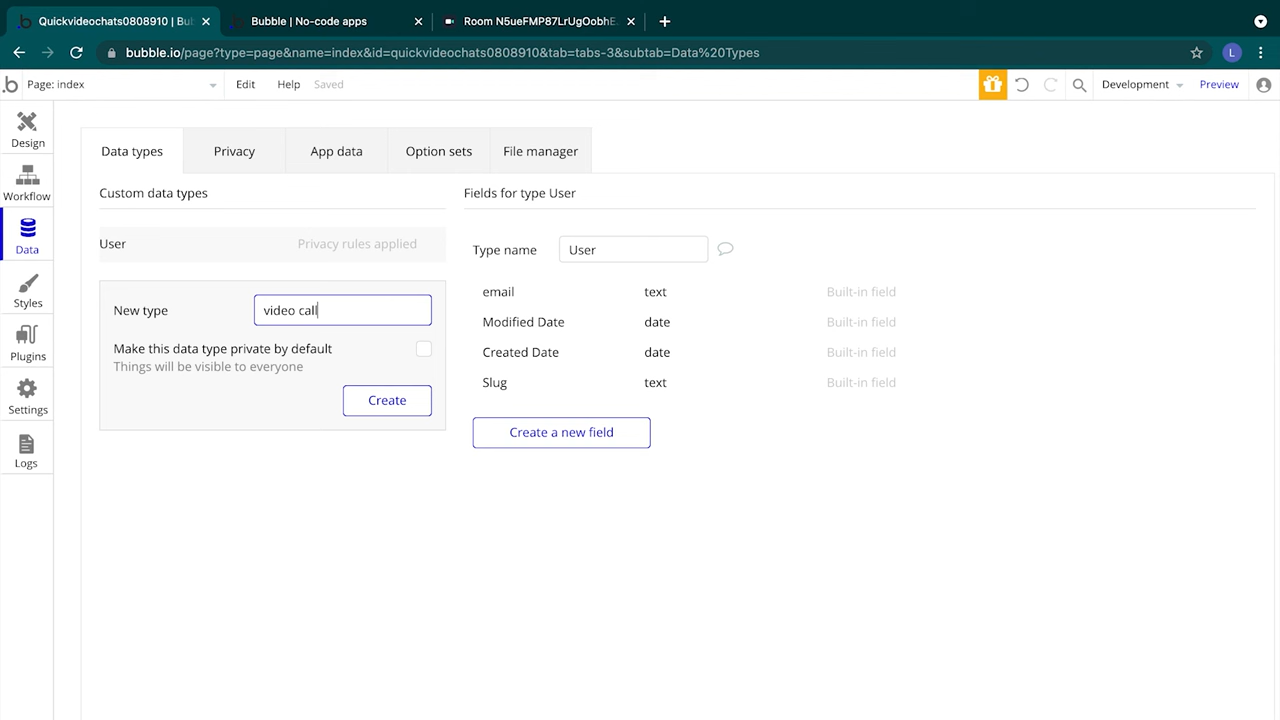 Quickvideochats0808910 | Bub
Bubble | No-code apps
Room N5ueFMP87LrUgOobhE
bubble.io/page?type=page&name=index&id=quickvideochats0808910&tab=tabs-3&subtab=Data%20Types
L
Page: index
Edit
Help
Saved
Development
Preview
Design
Workflow
Data
Styles
Plugins
Settings
Logs
Data types
Privacy
App data
Option sets
File manager
Custom data types
User
Privacy rules applied
New type
video call
Make this data type private by default
Things will be visible to everyone
Create
Fields for type User
Type name
User
email text Built-in field
Modified Date date Built-in field
Created Date date Built-in field
Slug text Built-in field
Create a new field